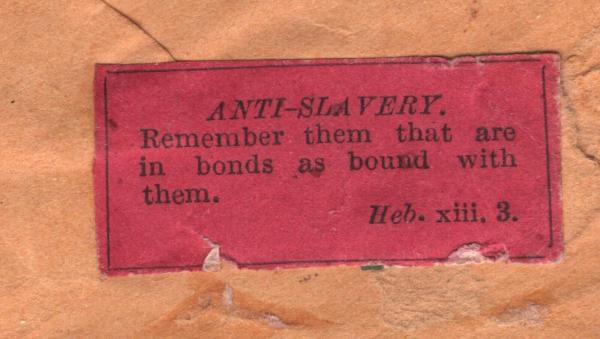 ANTI-SLAVERY.
Remember them that are
in bonds as bound with
them.
Heb. xiii. 3.